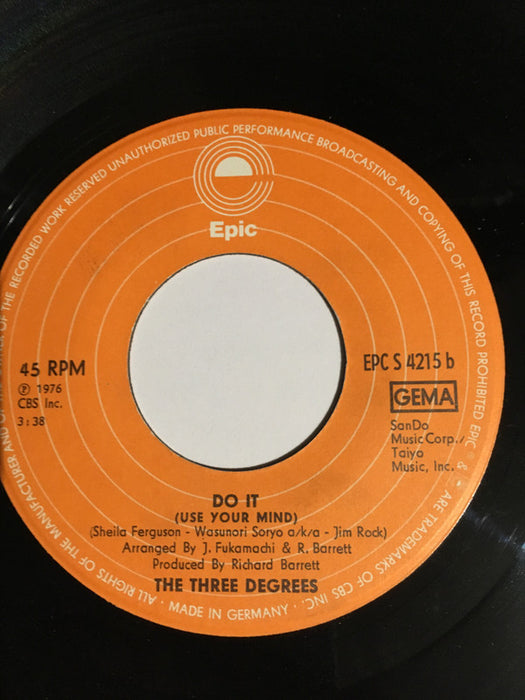 ALL RIGHTS OF THE MANUFACTURER AND OF THE OWNER OF THE RECORDED WORK RESERVED UNAUTHORIZED PUBLIC PERFORMANCE BROADCASTING AND COPYING OF THIS RECORD PROHIBITED EPIC &
ARE TRADEMARKS OF CBS INC.
Epic
45 RPM
℗ 1976
CBS Inc.
3:38
EPC S 4215 b
GEMA
SanDo
Music Corp./
Taiyo
Music, Inc.
DO IT
(USE YOUR MIND)
(Sheila Ferguson - Wasunori Soryo a/k/a - Jim Rock)
Arranged By J. Fukamachi & R. Barrett
Produced By Richard Barrett
THE THREE DEGREES
MADE IN GERMANY